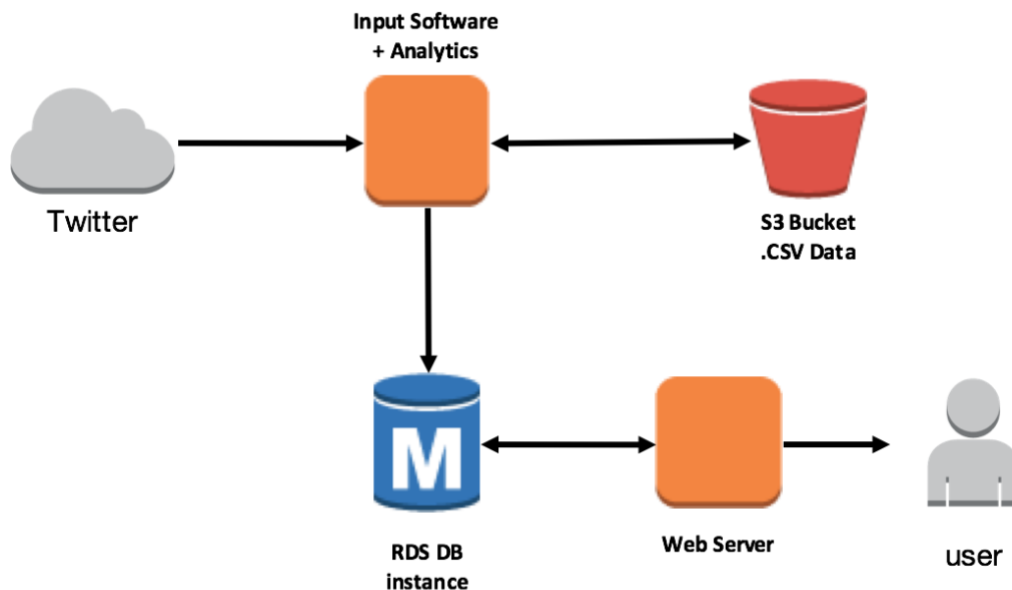 Input Software
+ Analytics
Twitter
S3 Bucket
.CSV Data
M
RDS DB
instance
Web Server
user